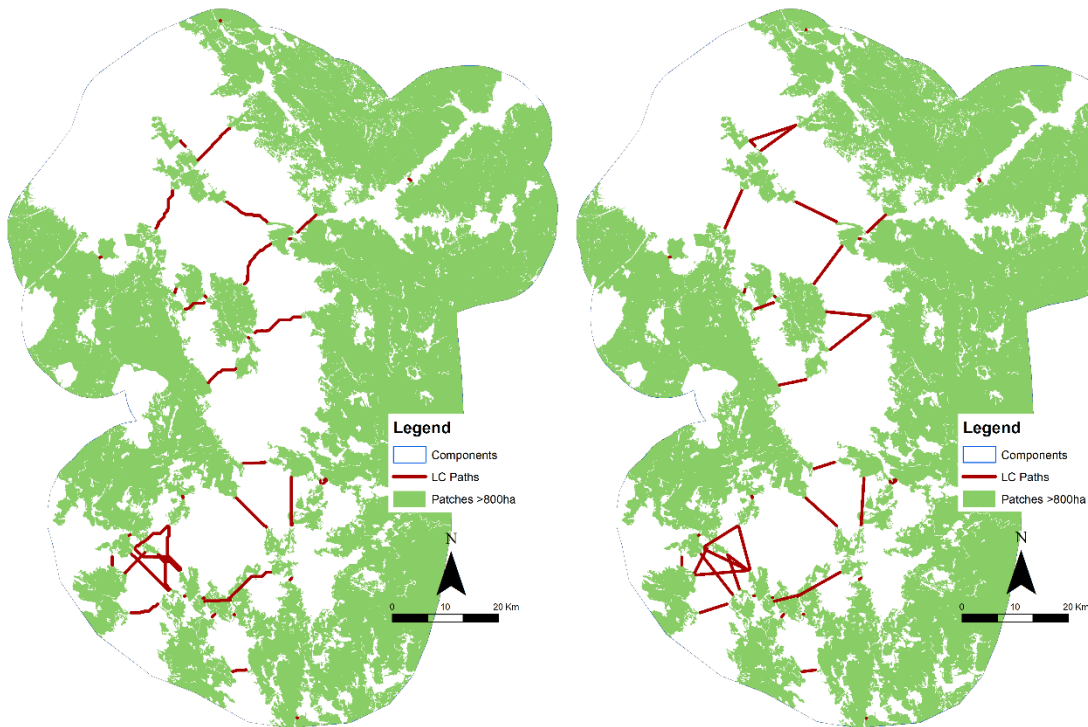 Legend
Components
LC Paths
Patches >800ha
N
0 10 20 Km
Legend
Components
LC Paths
Patches >800ha
N
0 10 20 Km